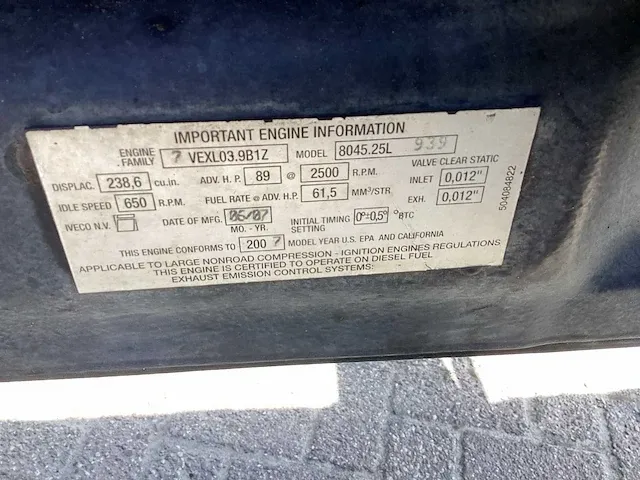 IMPORTANT ENGINE INFORMATION
ENGINE FAMILY 7 VEXL03.9B1Z MODEL 8045.25L 939
DISPLAC. 238,6 cu.in. ADV. H.P. 89 @ 2500 R.P.M. VALVE CLEAR STATIC
IDLE SPEED 650 R.P.M. FUEL RATE @ ADV. H.P. 61,5 MM³/STR. INLET 0,012"
IVECO N.V. DATE OF MFG. 06/07 MO. - YR. INITIAL TIMING SETTING 0º±0,5º ºBTC EXH. 0,012"
THIS ENGINE CONFORMS TO 2007 MODEL YEAR U.S. EPA AND CALIFORNIA
APPLICABLE TO LARGE NONROAD COMPRESSION - IGNITION ENGINES REGULATIONS
THIS ENGINE IS CERTIFIED TO OPERATE ON DIESEL FUEL
EXHAUST EMISSION CONTROL SYSTEMS:
504084822